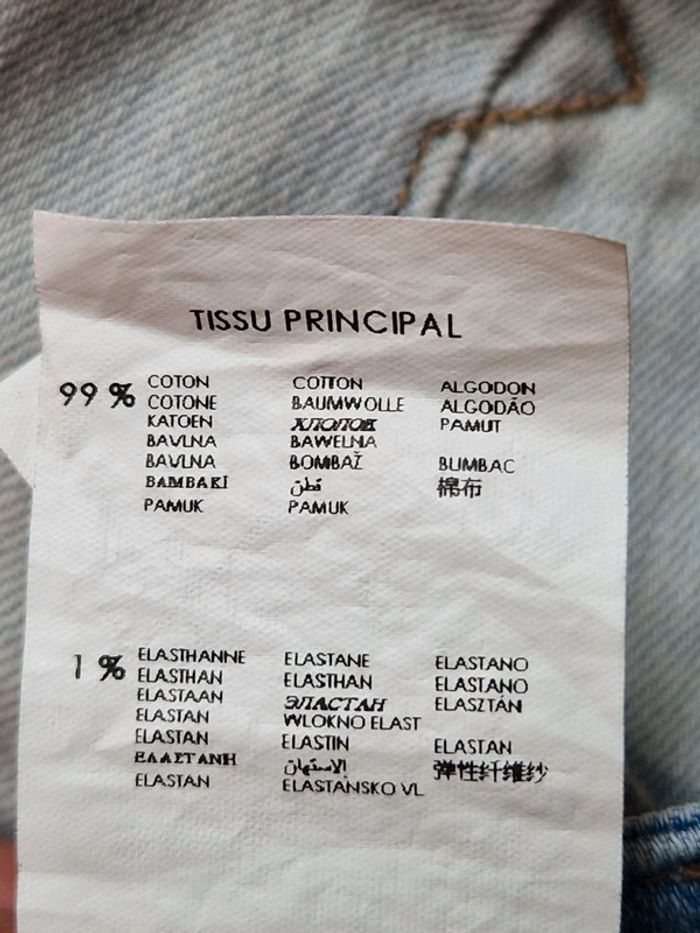 TISSU PRINCIPAL
99 % COTON COTTON ALGODON
COTONE BAUMWOLLE ALGODÃO
KATOEN ХЛОПОК PAMUT
BAVLNA BAWELNA
BAVLNA BOMBAŽ BUMBAC
BAMBAKI قطن 棉布
PAMUK PAMUK
1 % ELASTHANNE ELASTANE ELASTANO
ELASTHAN ELASTHAN ELASTANO
ELASTAAN ЭЛАСТАН ELASZTÁN
ELASTAN WLOKNO ELAST
ELASTAN ELASTIN ELASTAN
ΕΛΑΣΤΑΝΗ 弹性纤维纱
ELASTAN ELASTANSKO VL